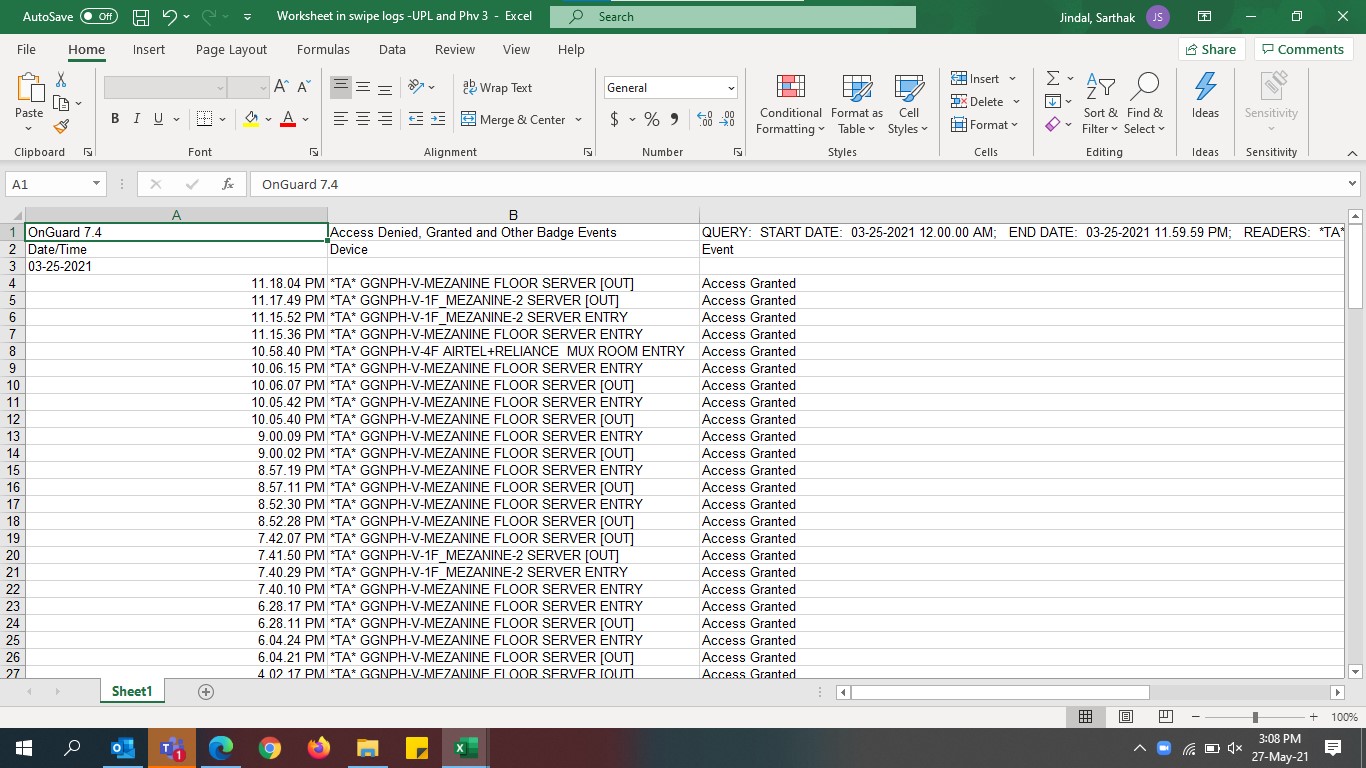 AutoSave Off Worksheet in swipe logs -UPL and Phv 3 - Excel Search Jindal, Sarthak JS
File Home Insert Page Layout Formulas Data Review View Help Share Comments
Paste
Clipboard
B I U A A A
Font
ab Wrap Text
Merge & Center
Alignment
General
$ % 9 .00 .00
Number
Conditional Formatting
Format as Table
Cell Styles
Styles
Insert
Delete
Format
Cells
Sort & Filter
Find & Select
Editing
Ideas
Ideas
Sensitivity
Sensitivity
A1 fx OnGuard 7.4
A B
1 OnGuard 7.4 Access Denied, Granted and Other Badge Events QUERY: START DATE: 03-25-2021 12.00.00 AM; END DATE: 03-25-2021 11.59.59 PM; READERS: *TA*
2 Date/Time Device Event
3 03-25-2021
4 11.18.04 PM *TA* GGNPH-V-MEZANINE FLOOR SERVER [OUT] Access Granted
5 11.17.49 PM *TA* GGNPH-V-1F_MEZANINE-2 SERVER [OUT] Access Granted
6 11.15.52 PM *TA* GGNPH-V-1F_MEZANINE-2 SERVER ENTRY Access Granted
7 11.15.36 PM *TA* GGNPH-V-MEZANINE FLOOR SERVER ENTRY Access Granted
8 10.58.40 PM *TA* GGNPH-V-4F AIRTEL+RELIANCE MUX ROOM ENTRY Access Granted
9 10.06.15 PM *TA* GGNPH-V-MEZANINE FLOOR SERVER ENTRY Access Granted
10 10.06.07 PM *TA* GGNPH-V-MEZANINE FLOOR SERVER [OUT] Access Granted
11 10.05.42 PM *TA* GGNPH-V-MEZANINE FLOOR SERVER ENTRY Access Granted
12 10.05.40 PM *TA* GGNPH-V-MEZANINE FLOOR SERVER [OUT] Access Granted
13 9.00.09 PM *TA* GGNPH-V-MEZANINE FLOOR SERVER ENTRY Access Granted
14 9.00.02 PM *TA* GGNPH-V-MEZANINE FLOOR SERVER [OUT] Access Granted
15 8.57.19 PM *TA* GGNPH-V-MEZANINE FLOOR SERVER ENTRY Access Granted
16 8.57.11 PM *TA* GGNPH-V-MEZANINE FLOOR SERVER [OUT] Access Granted
17 8.52.30 PM *TA* GGNPH-V-MEZANINE FLOOR SERVER ENTRY Access Granted
18 8.52.28 PM *TA* GGNPH-V-MEZANINE FLOOR SERVER [OUT] Access Granted
19 7.42.07 PM *TA* GGNPH-V-MEZANINE FLOOR SERVER [OUT] Access Granted
20 7.41.50 PM *TA* GGNPH-V-1F_MEZANINE-2 SERVER [OUT] Access Granted
21 7.40.29 PM *TA* GGNPH-V-1F_MEZANINE-2 SERVER ENTRY Access Granted
22 7.40.10 PM *TA* GGNPH-V-MEZANINE FLOOR SERVER ENTRY Access Granted
23 6.28.17 PM *TA* GGNPH-V-MEZANINE FLOOR SERVER ENTRY Access Granted
24 6.28.11 PM *TA* GGNPH-V-MEZANINE FLOOR SERVER [OUT] Access Granted
25 6.04.24 PM *TA* GGNPH-V-MEZANINE FLOOR SERVER ENTRY Access Granted
26 6.04.21 PM *TA* GGNPH-V-MEZANINE FLOOR SERVER [OUT] Access Granted
27 4.02.17 PM *TA* GGNPH-V-MEZANINE FLOOR SERVER [OUT] Access Granted
Sheet1
100%
3:08 PM
27-May-21